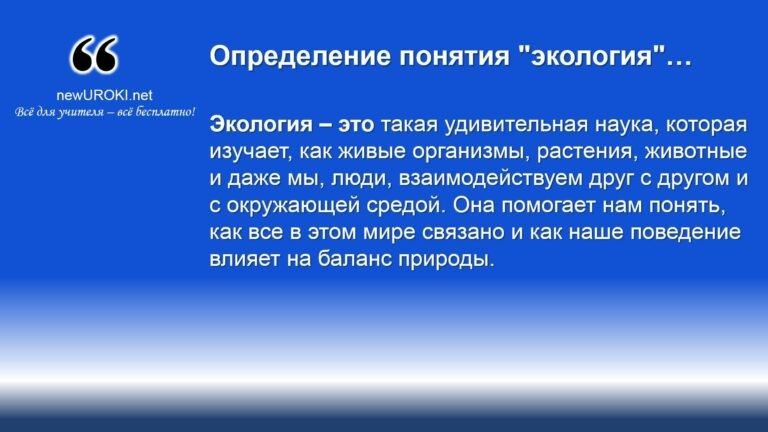 ❝
newUROKI.net
Всё для учителя – всё бесплатно!
Определение понятия "экология"…
Экология – это такая удивительная наука, которая
изучает, как живые организмы, растения, животные
и даже мы, люди, взаимодействуем друг с другом и
с окружающей средой. Она помогает нам понять,
как все в этом мире связано и как наше поведение
влияет на баланс природы.